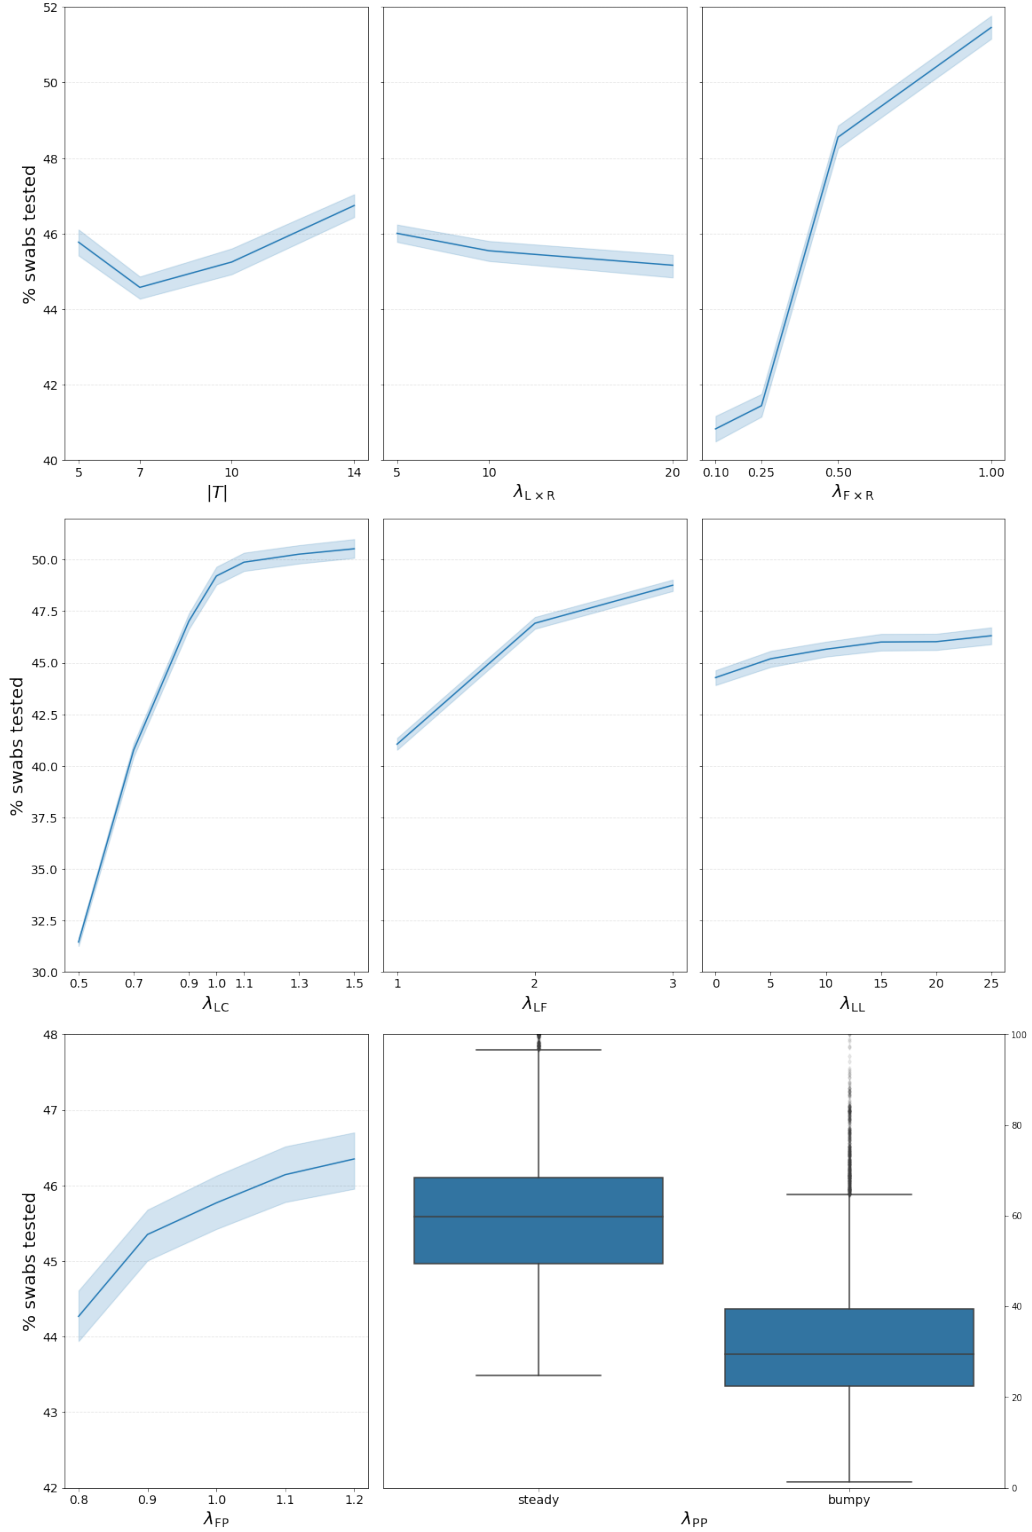 % swabs tested
52
50
48
46
44
42
40
5 7 10 14
|T|
5 10 20
λL × R
0.10 0.25 0.50 1.00
λF × R
% swabs tested
50.0
47.5
45.0
42.5
40.0
37.5
35.0
32.5
30.0
0.5 0.7 0.9 1.0 1.1 1.3 1.5
λLC
1 2 3
λLF
0 5 10 15 20 25
λLL
% swabs tested
48
47
46
45
44
43
42
0.8 0.9 1.0 1.1 1.2
λFP
100
80
60
40
20
0
steady bumpy
λPP